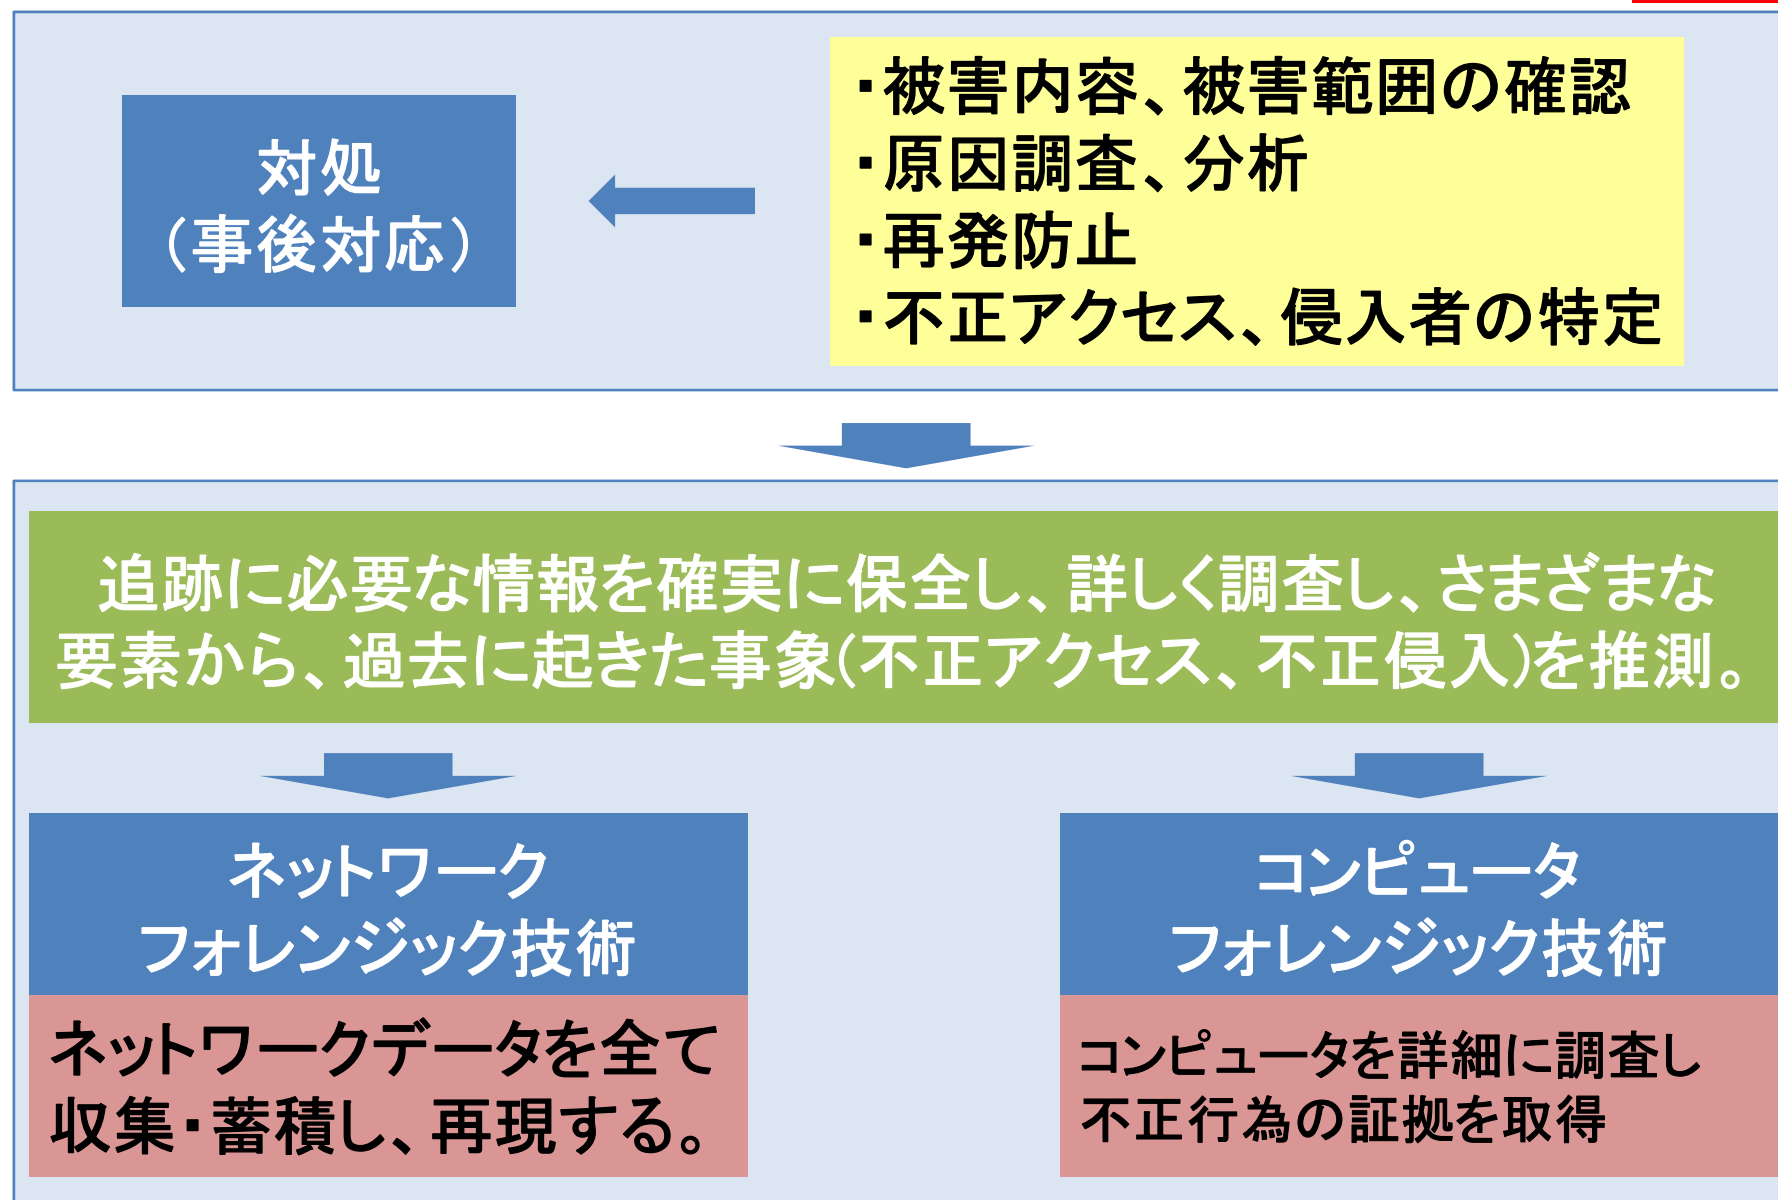 対処
（事後対応）
・被害内容、被害範囲の確認
・原因調査、分析
・再発防止
・不正アクセス、侵入者の特定
追跡に必要な情報を確実に保全し、詳しく調査し、さまざまな
要素から、過去に起きた事象(不正アクセス、不正侵入)を推測。
ネットワーク
フォレンジック技術
コンピュータ
フォレンジック技術
ネットワークデータを全て
収集・蓄積し、再現する。
コンピュータを詳細に調査し
不正行為の証拠を取得